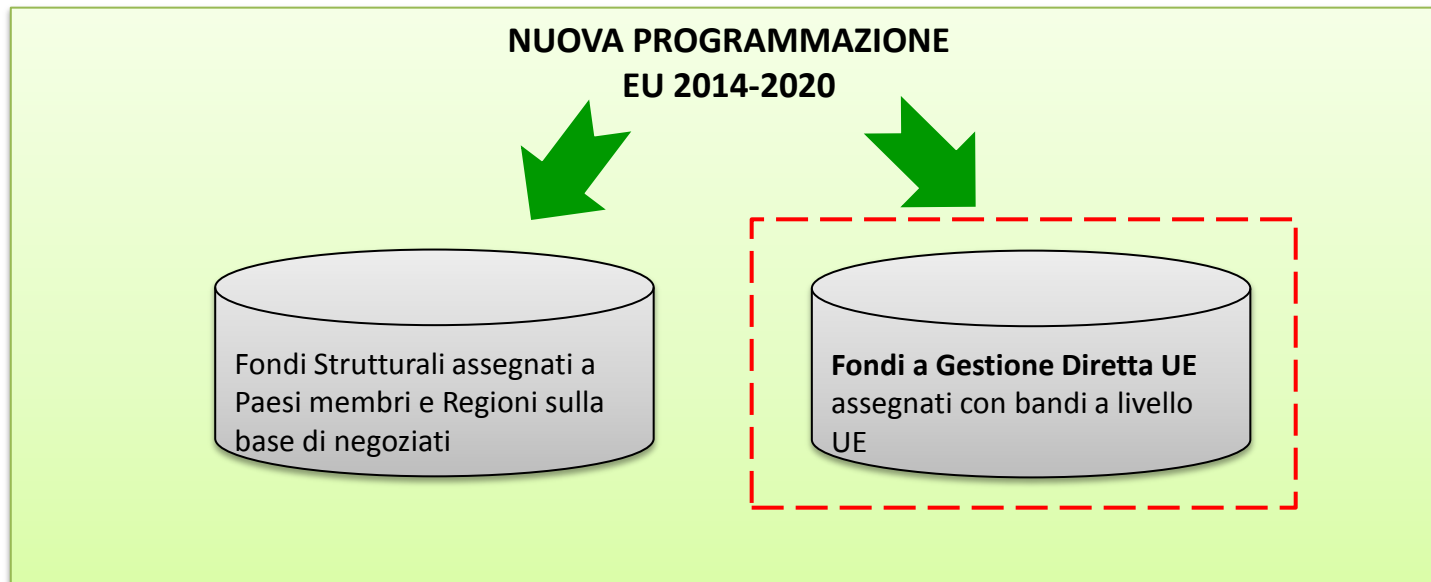 NUOVA PROGRAMMAZIONE
EU 2014-2020
Fondi Strutturali assegnati a
Paesi membri e Regioni sulla
base di negoziati
Fondi a Gestione Diretta UE
assegnati con bandi a livello
UE